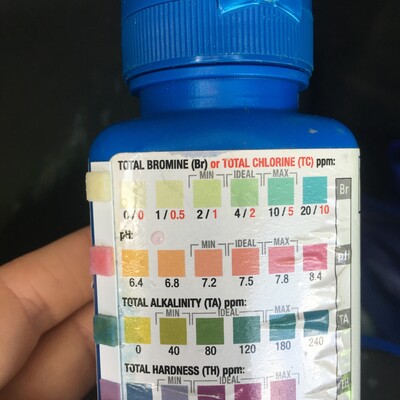 TOTAL BROMINE (Br) or TOTAL CHLORINE (TC) ppm:
MIN IDEAL MAX
Br
0/0 1/0.5 2/1 4/2 10/5 20/10
pH:
MIN IDEAL MAX
pH
6.4 6.8 7.2 7.5 7.8 8.4
TOTAL ALKALINITY (TA) ppm:
MIN IDEAL MAX
TA
0 40 80 120 180 240
TOTAL HARDNESS (TH) ppm:
MIN IDEAL MAX